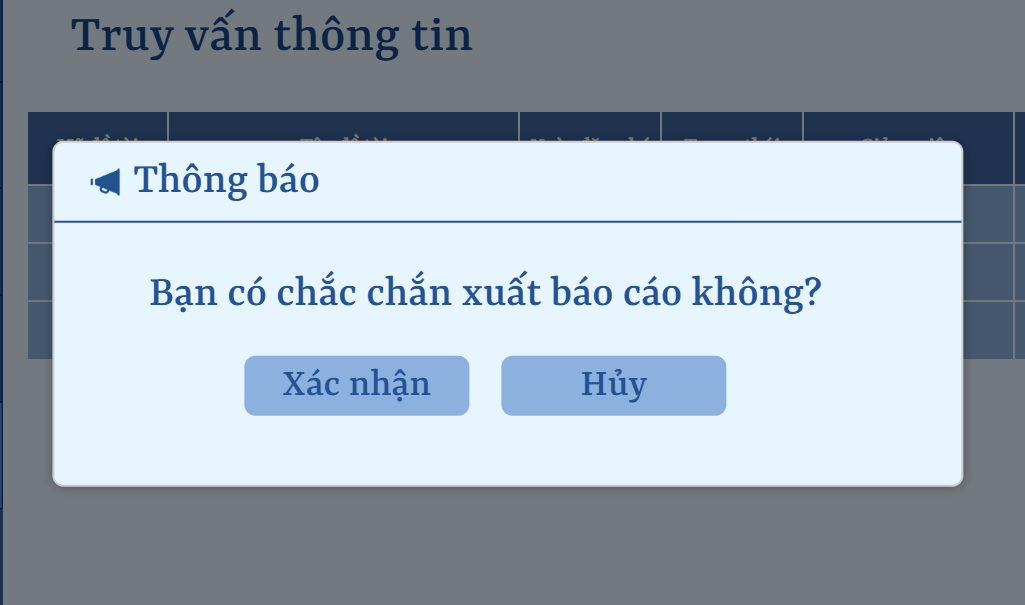 Truy vấn thông tin
Thông báo
Bạn có chắc chắn xuất báo cáo không?
Xác nhận
Hủy